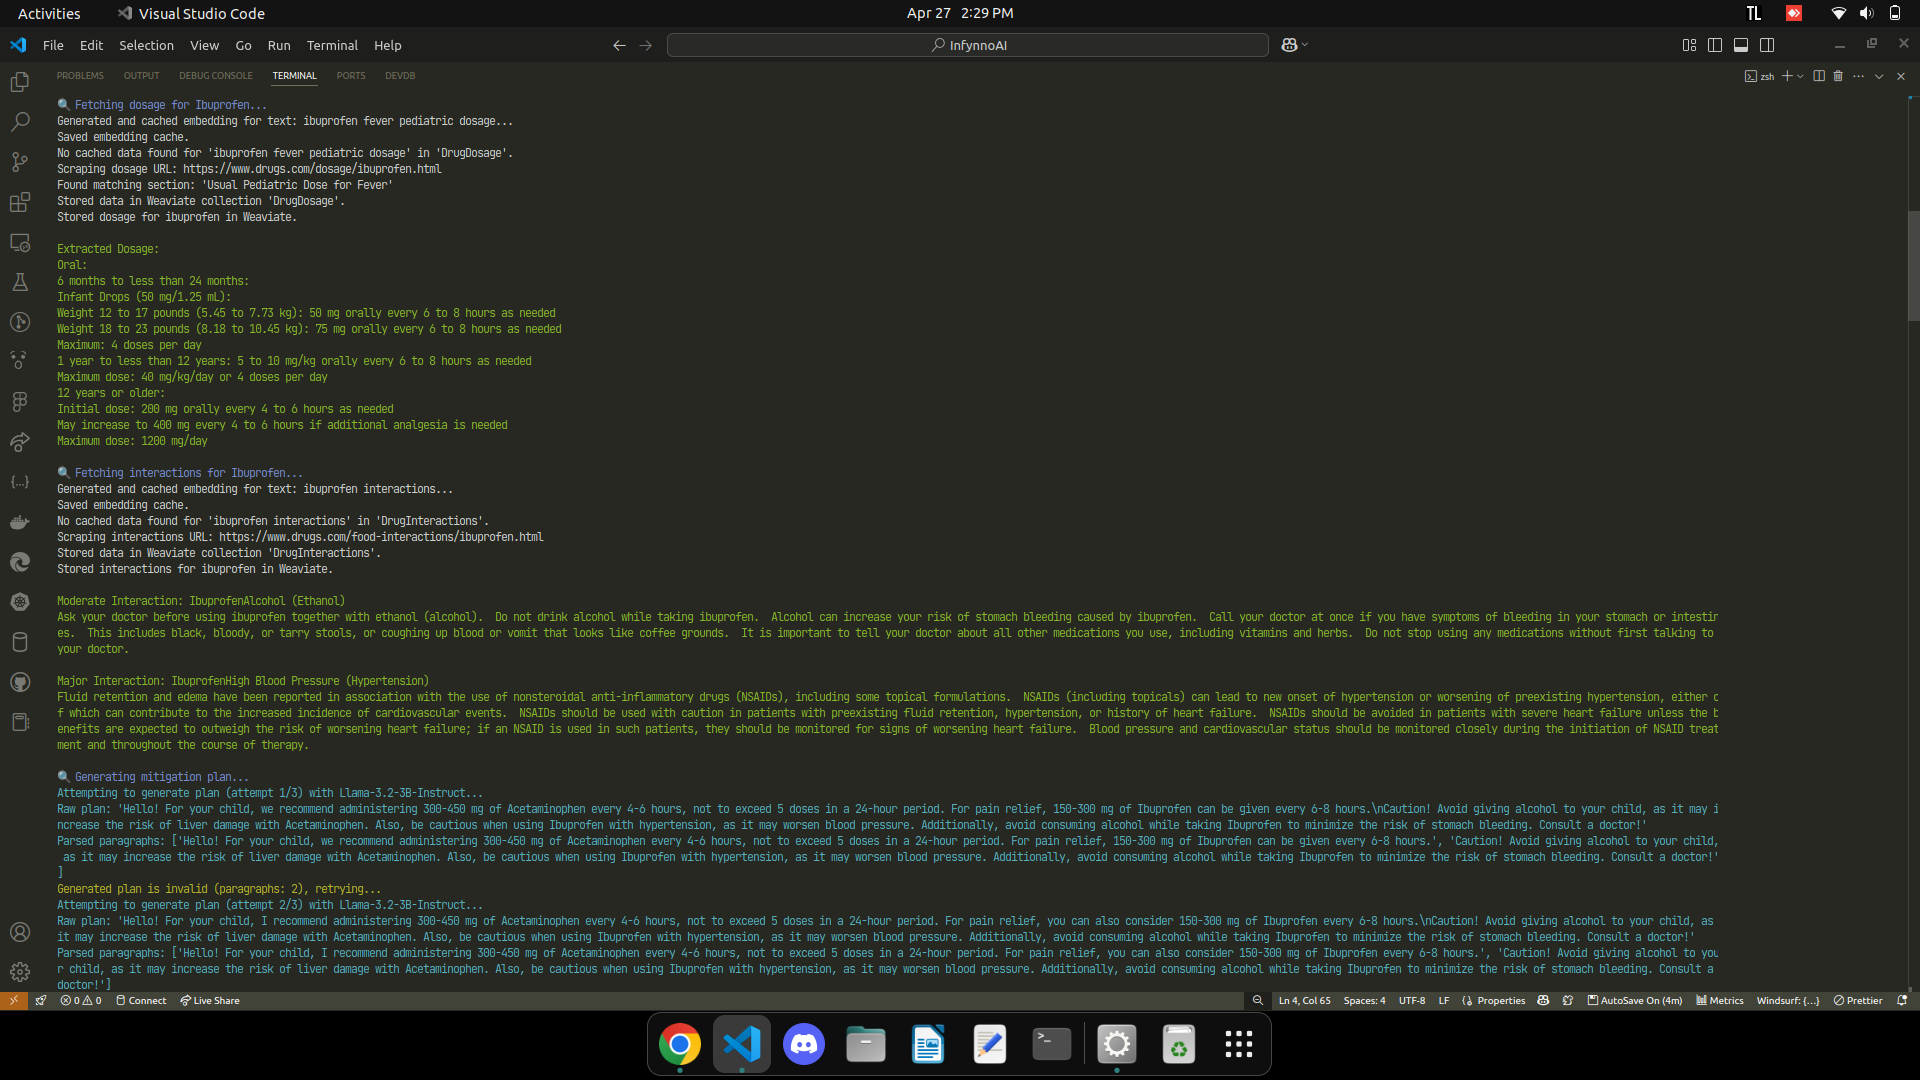 Activities
Visual Studio Code
Apr 27 2:29 PM
TL
File Edit Selection View Go Run Terminal Help
InfynnoAI
PROBLEMS OUTPUT DEBUG CONSOLE TERMINAL PORTS DEVDB
zsh
Fetching dosage for Ibuprofen...
Generated and cached embedding for text: ibuprofen fever pediatric dosage...
Saved embedding cache.
No cached data found for 'ibuprofen fever pediatric dosage' in 'DrugDosage'.
Scraping dosage URL: https://www.drugs.com/dosage/ibuprofen.html
Found matching section: 'Usual Pediatric Dose for Fever'
Stored data in Weaviate collection 'DrugDosage'.
Stored dosage for ibuprofen in Weaviate.
Extracted Dosage:
Oral:
6 months to less than 24 months:
Infant Drops (50 mg/1.25 mL):
Weight 12 to 17 pounds (5.45 to 7.73 kg): 50 mg orally every 6 to 8 hours as needed
Weight 18 to 23 pounds (8.18 to 10.45 kg): 75 mg orally every 6 to 8 hours as needed
Maximum: 4 doses per day
1 year to less than 12 years: 5 to 10 mg/kg orally every 6 to 8 hours as needed
Maximum dose: 40 mg/kg/day or 4 doses per day
12 years or older:
Initial dose: 200 mg orally every 4 to 6 hours as needed
May increase to 400 mg every 4 to 6 hours if additional analgesia is needed
Maximum dose: 1200 mg/day
Fetching interactions for Ibuprofen...
Generated and cached embedding for text: ibuprofen interactions...
Saved embedding cache.
No cached data found for 'ibuprofen interactions' in 'DrugInteractions'.
Scraping interactions URL: https://www.drugs.com/food-interactions/ibuprofen.html
Stored data in Weaviate collection 'DrugInteractions'.
Stored interactions for ibuprofen in Weaviate.
Moderate Interaction: IbuprofenAlcohol (Ethanol)
Ask your doctor before using ibuprofen together with ethanol (alcohol).  Do not drink alcohol while taking ibuprofen.  Alcohol can increase your risk of stomach bleeding caused by ibuprofen.  Call your doctor at once if you have symptoms of bleeding in your stomach or intestin
es.  This includes black, bloody, or tarry stools, or coughing up blood or vomit that looks like coffee grounds.  It is important to tell your doctor about all other medications you use, including vitamins and herbs.  Do not stop using any medications without first talking to
your doctor.
Major Interaction: IbuprofenHigh Blood Pressure (Hypertension)
Fluid retention and edema have been reported in association with the use of nonsteroidal anti-inflammatory drugs (NSAIDs), including some topical formulations.  NSAIDs (including topicals) can lead to new onset of hypertension or worsening of preexisting hypertension, either o
f which can contribute to the increased incidence of cardiovascular events.  NSAIDs should be used with caution in patients with preexisting fluid retention, hypertension, or history of heart failure.  NSAIDs should be avoided in patients with severe heart failure unless the b
enefits are expected to outweigh the risk of worsening heart failure; if an NSAID is used in such patients, they should be monitored for signs of worsening heart failure.  Blood pressure and cardiovascular status should be monitored closely during the initiation of NSAID treat
ment and throughout the course of therapy.
Generating mitigation plan...
Attempting to generate plan (attempt 1/3) with Llama-3.2-3B-Instruct...
Raw plan: 'Hello! For your child, we recommend administering 300-450 mg of Acetaminophen every 4-6 hours, not to exceed 5 doses in a 24-hour period. For pain relief, 150-300 mg of Ibuprofen can be given every 6-8 hours.\nCaution! Avoid giving alcohol to your child, as it may i
ncrease the risk of liver damage with Acetaminophen. Also, be cautious when using Ibuprofen with hypertension, as it may worsen blood pressure. Additionally, avoid consuming alcohol while taking Ibuprofen to minimize the risk of stomach bleeding. Consult a doctor!'
Parsed paragraphs: ['Hello! For your child, we recommend administering 300-450 mg of Acetaminophen every 4-6 hours, not to exceed 5 doses in a 24-hour period. For pain relief, 150-300 mg of Ibuprofen can be given every 6-8 hours.', 'Caution! Avoid giving alcohol to your child,
as it may increase the risk of liver damage with Acetaminophen. Also, be cautious when using Ibuprofen with hypertension, as it may worsen blood pressure. Additionally, avoid consuming alcohol while taking Ibuprofen to minimize the risk of stomach bleeding. Consult a doctor!'
]
Generated plan is invalid (paragraphs: 2), retrying...
Attempting to generate plan (attempt 2/3) with Llama-3.2-3B-Instruct...
Raw plan: 'Hello! For your child, I recommend administering 300-450 mg of Acetaminophen every 4-6 hours, not to exceed 5 doses in a 24-hour period. For pain relief, you can also consider 150-300 mg of Ibuprofen every 6-8 hours.\nCaution! Avoid giving alcohol to your child, as
it may increase the risk of liver damage with Acetaminophen. Also, be cautious when using Ibuprofen with hypertension, as it may worsen blood pressure. Additionally, avoid consuming alcohol while taking Ibuprofen to minimize the risk of stomach bleeding. Consult a doctor!'
Parsed paragraphs: ['Hello! For your child, I recommend administering 300-450 mg of Acetaminophen every 4-6 hours, not to exceed 5 doses in a 24-hour period. For pain relief, you can also consider 150-300 mg of Ibuprofen every 6-8 hours.', 'Caution! Avoid giving alcohol to you
r child, as it may increase the risk of liver damage with Acetaminophen. Also, be cautious when using Ibuprofen with hypertension, as it may worsen blood pressure. Additionally, avoid consuming alcohol while taking Ibuprofen to minimize the risk of stomach bleeding. Consult a
doctor!']
0 0 Connect Live Share Ln 4, Col 65 Spaces: 4 UTF-8 LF Properties AutoSave On (4m) Metrics Windsurf: {...} Prettier